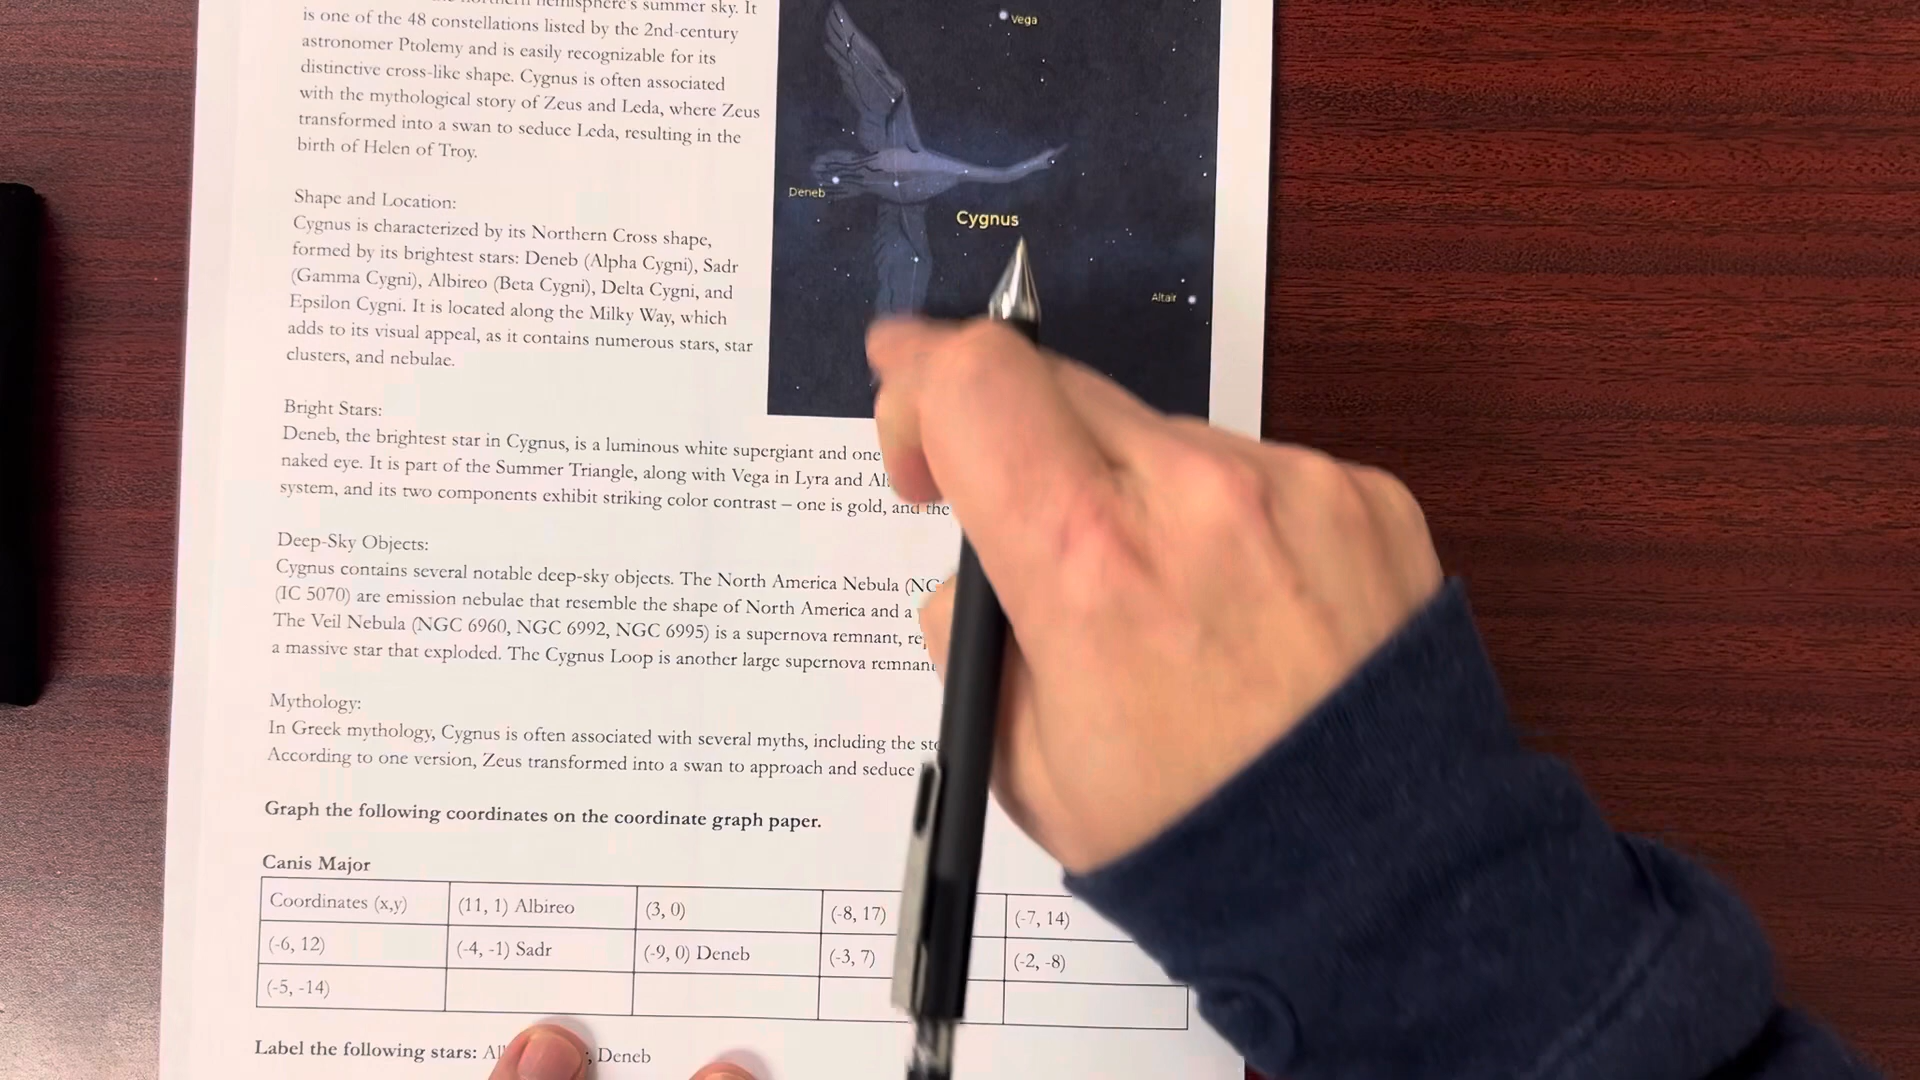 hemisphere's summer sky. It
is one of the 48 constellations listed by the 2nd-century
astronomer Ptolemy and is easily recognizable for its
distinctive cross-like shape. Cygnus is often associated
with the mythological story of Zeus and Leda, where Zeus
transformed into a swan to seduce Leda, resulting in the
birth of Helen of Troy.
Vega
Deneb
Cygnus
Altair
Shape and Location:
Cygnus is characterized by its Northern Cross shape,
formed by its brightest stars: Deneb (Alpha Cygni), Sadr
(Gamma Cygni), Albireo (Beta Cygni), Delta Cygni, and
Epsilon Cygni. It is located along the Milky Way, which
adds to its visual appeal, as it contains numerous stars, star
clusters, and nebulae.
Bright Stars:
Deneb, the brightest star in Cygnus, is a luminous white supergiant and one
naked eye. It is part of the Summer Triangle, along with Vega in Lyra and
system, and its two components exhibit striking color contrast – one is gold, and the
Deep-Sky Objects:
Cygnus contains several notable deep-sky objects. The North America Nebula
(IC 5070) are emission nebulae that resemble the shape of North America and a
The Veil Nebula (NGC 6960, NGC 6992, NGC 6995) is a supernova remnant,
a massive star that exploded. The Cygnus Loop is another large supernova remnant
Mythology:
In Greek mythology, Cygnus is often associated with several myths, including the
According to one version, Zeus transformed into a swan to approach and seduce
Graph the following coordinates on the coordinate graph paper.
Canis Major
Coordinates (x,y) (11, 1) Albireo (3, 0) (-8, 17) (-7, 14)
(-6, 12) (-4, -1) Sadr (-9, 0) Deneb (-3, 7) (-2, -8)
(-5, -14)
Label the following stars: Deneb